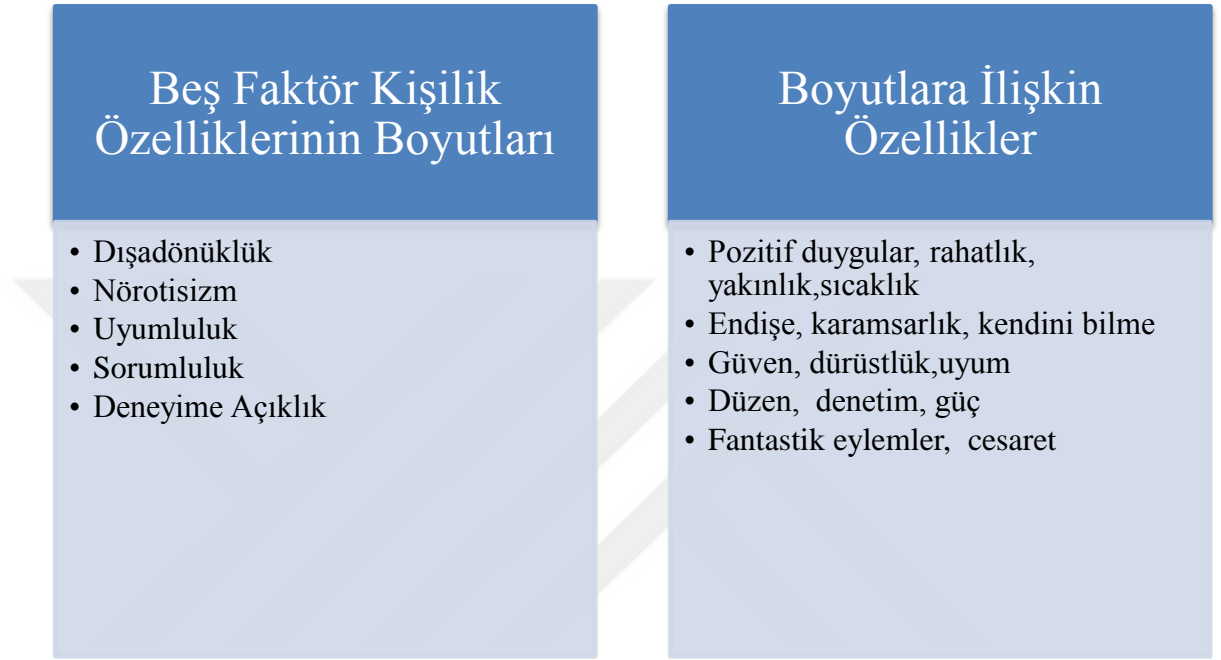 Beş Faktör Kişilik
Özelliklerinin Boyutları
• Dışadönüklük
• Nörotisizm
• Uyumluluk
• Sorumluluk
• Deneyime Açıklık
Boyutlara İlişkin
Özellikler
• Pozitif duygular, rahatlık,
yakınlık,sıcaklık
• Endişe, karamsarlık, kendini bilme
• Güven, dürüstlük,uyum
• Düzen, denetim, güç
• Fantastik eylemler, cesaret